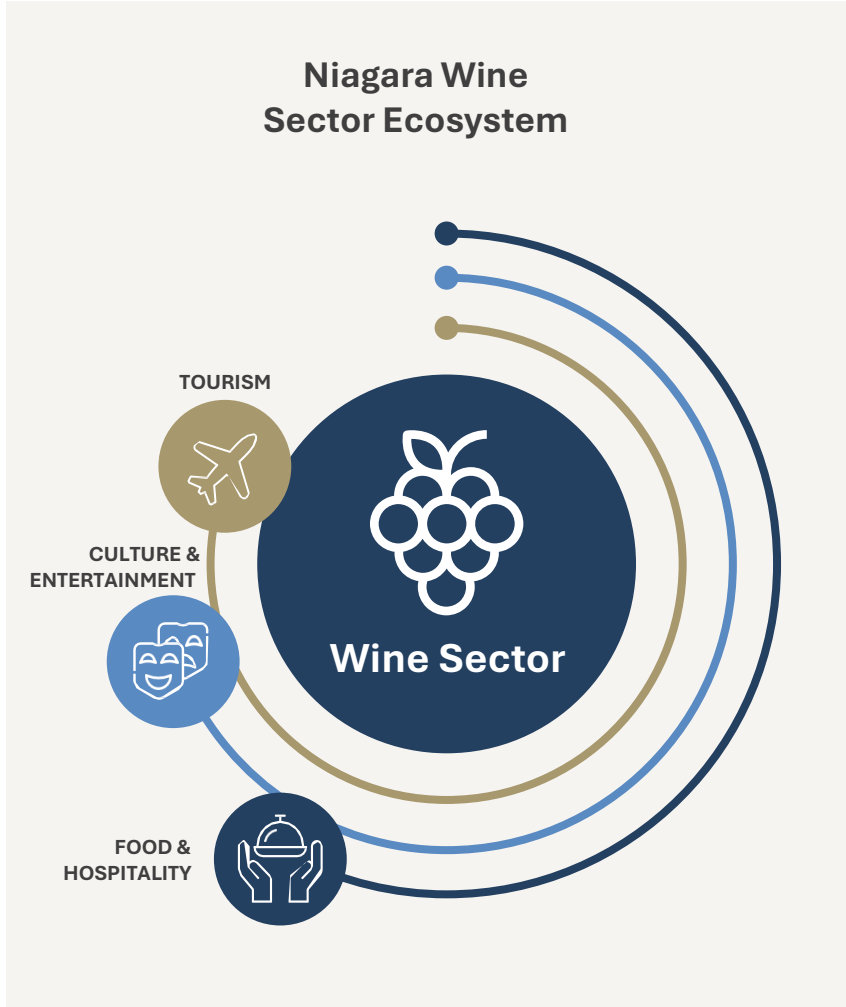 Niagara Wine
Sector Ecosystem
TOURISM
CULTURE &
ENTERTAINMENT
Wine Sector
FOOD &
HOSPITALITY